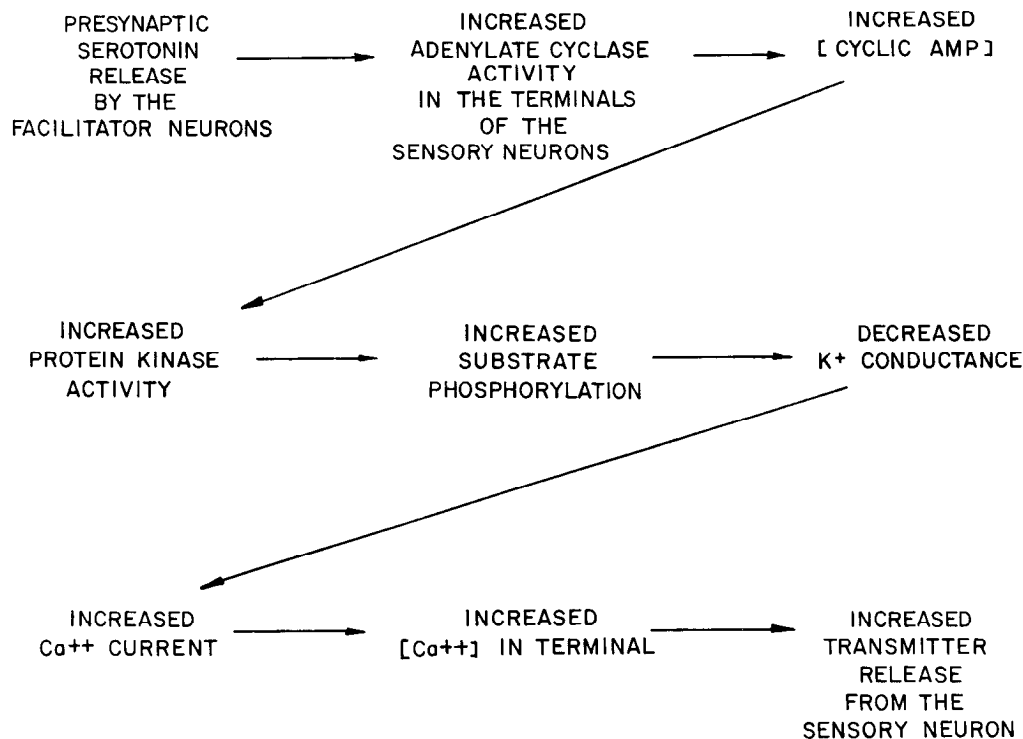 PRESYNAPTIC
SEROTONIN
RELEASE
BY THE
FACILITATOR NEURONS
INCREASED
ADENYLATE CYCLASE
ACTIVITY
IN THE TERMINALS
OF THE
SENSORY NEURONS
INCREASED
[CYCLIC AMP]
INCREASED
PROTEIN KINASE
ACTIVITY
INCREASED
SUBSTRATE
PHOSPHORYLATION
DECREASED
K+ CONDUCTANCE
INCREASED
Ca++ CURRENT
INCREASED
[Ca++] IN TERMINAL
INCREASED
TRANSMITTER
RELEASE
FROM THE
SENSORY NEURON